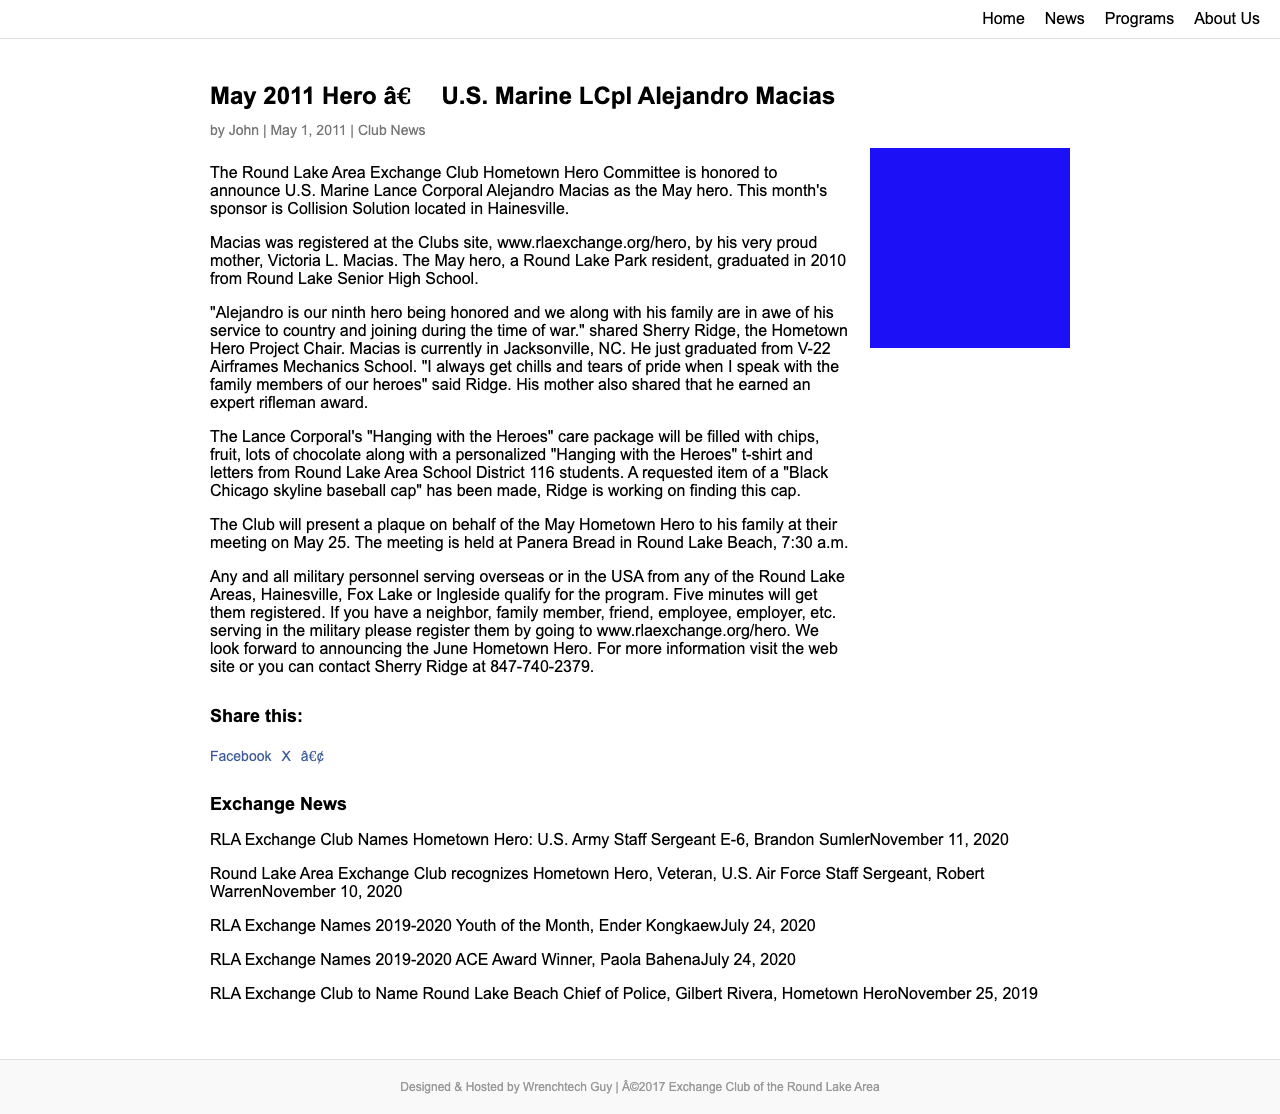 Home News Programs About Us
May 2011 Hero â€ U.S. Marine LCpl Alejandro Macias
by John | May 1, 2011 | Club News
The Round Lake Area Exchange Club Hometown Hero Committee is honored to
announce U.S. Marine Lance Corporal Alejandro Macias as the May hero. This month's
sponsor is Collision Solution located in Hainesville.
Macias was registered at the Clubs site, www.rlaexchange.org/hero, by his very proud
mother, Victoria L. Macias. The May hero, a Round Lake Park resident, graduated in 2010
from Round Lake Senior High School.
"Alejandro is our ninth hero being honored and we along with his family are in awe of his
service to country and joining during the time of war." shared Sherry Ridge, the Hometown
Hero Project Chair. Macias is currently in Jacksonville, NC. He just graduated from V-22
Airframes Mechanics School. "I always get chills and tears of pride when I speak with the
family members of our heroes" said Ridge. His mother also shared that he earned an
expert rifleman award.
The Lance Corporal's "Hanging with the Heroes" care package will be filled with chips,
fruit, lots of chocolate along with a personalized "Hanging with the Heroes" t-shirt and
letters from Round Lake Area School District 116 students. A requested item of a "Black
Chicago skyline baseball cap" has been made, Ridge is working on finding this cap.
The Club will present a plaque on behalf of the May Hometown Hero to his family at their
meeting on May 25. The meeting is held at Panera Bread in Round Lake Beach, 7:30 a.m.
Any and all military personnel serving overseas or in the USA from any of the Round Lake
Areas, Hainesville, Fox Lake or Ingleside qualify for the program. Five minutes will get
them registered. If you have a neighbor, family member, friend, employee, employer, etc.
serving in the military please register them by going to www.rlaexchange.org/hero. We
look forward to announcing the June Hometown Hero. For more information visit the web
site or you can contact Sherry Ridge at 847-740-2379.
Share this:
Facebook X â€¢
Exchange News
RLA Exchange Club Names Hometown Hero: U.S. Army Staff Sergeant E-6, Brandon SumlerNovember 11, 2020
Round Lake Area Exchange Club recognizes Hometown Hero, Veteran, U.S. Air Force Staff Sergeant, Robert
WarrenNovember 10, 2020
RLA Exchange Names 2019-2020 Youth of the Month, Ender KongkaewJuly 24, 2020
RLA Exchange Names 2019-2020 ACE Award Winner, Paola BahenaJuly 24, 2020
RLA Exchange Club to Name Round Lake Beach Chief of Police, Gilbert Rivera, Hometown HeroNovember 25, 2019
Designed & Hosted by Wrenchtech Guy | Â©2017 Exchange Club of the Round Lake Area